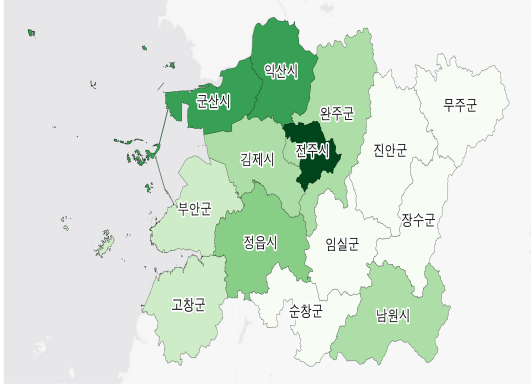 익산시
군산시
무주군
완주군
전주시
진안군
김제시
부안군
장수군
정읍시
임실군
고창군
순창군
남원시